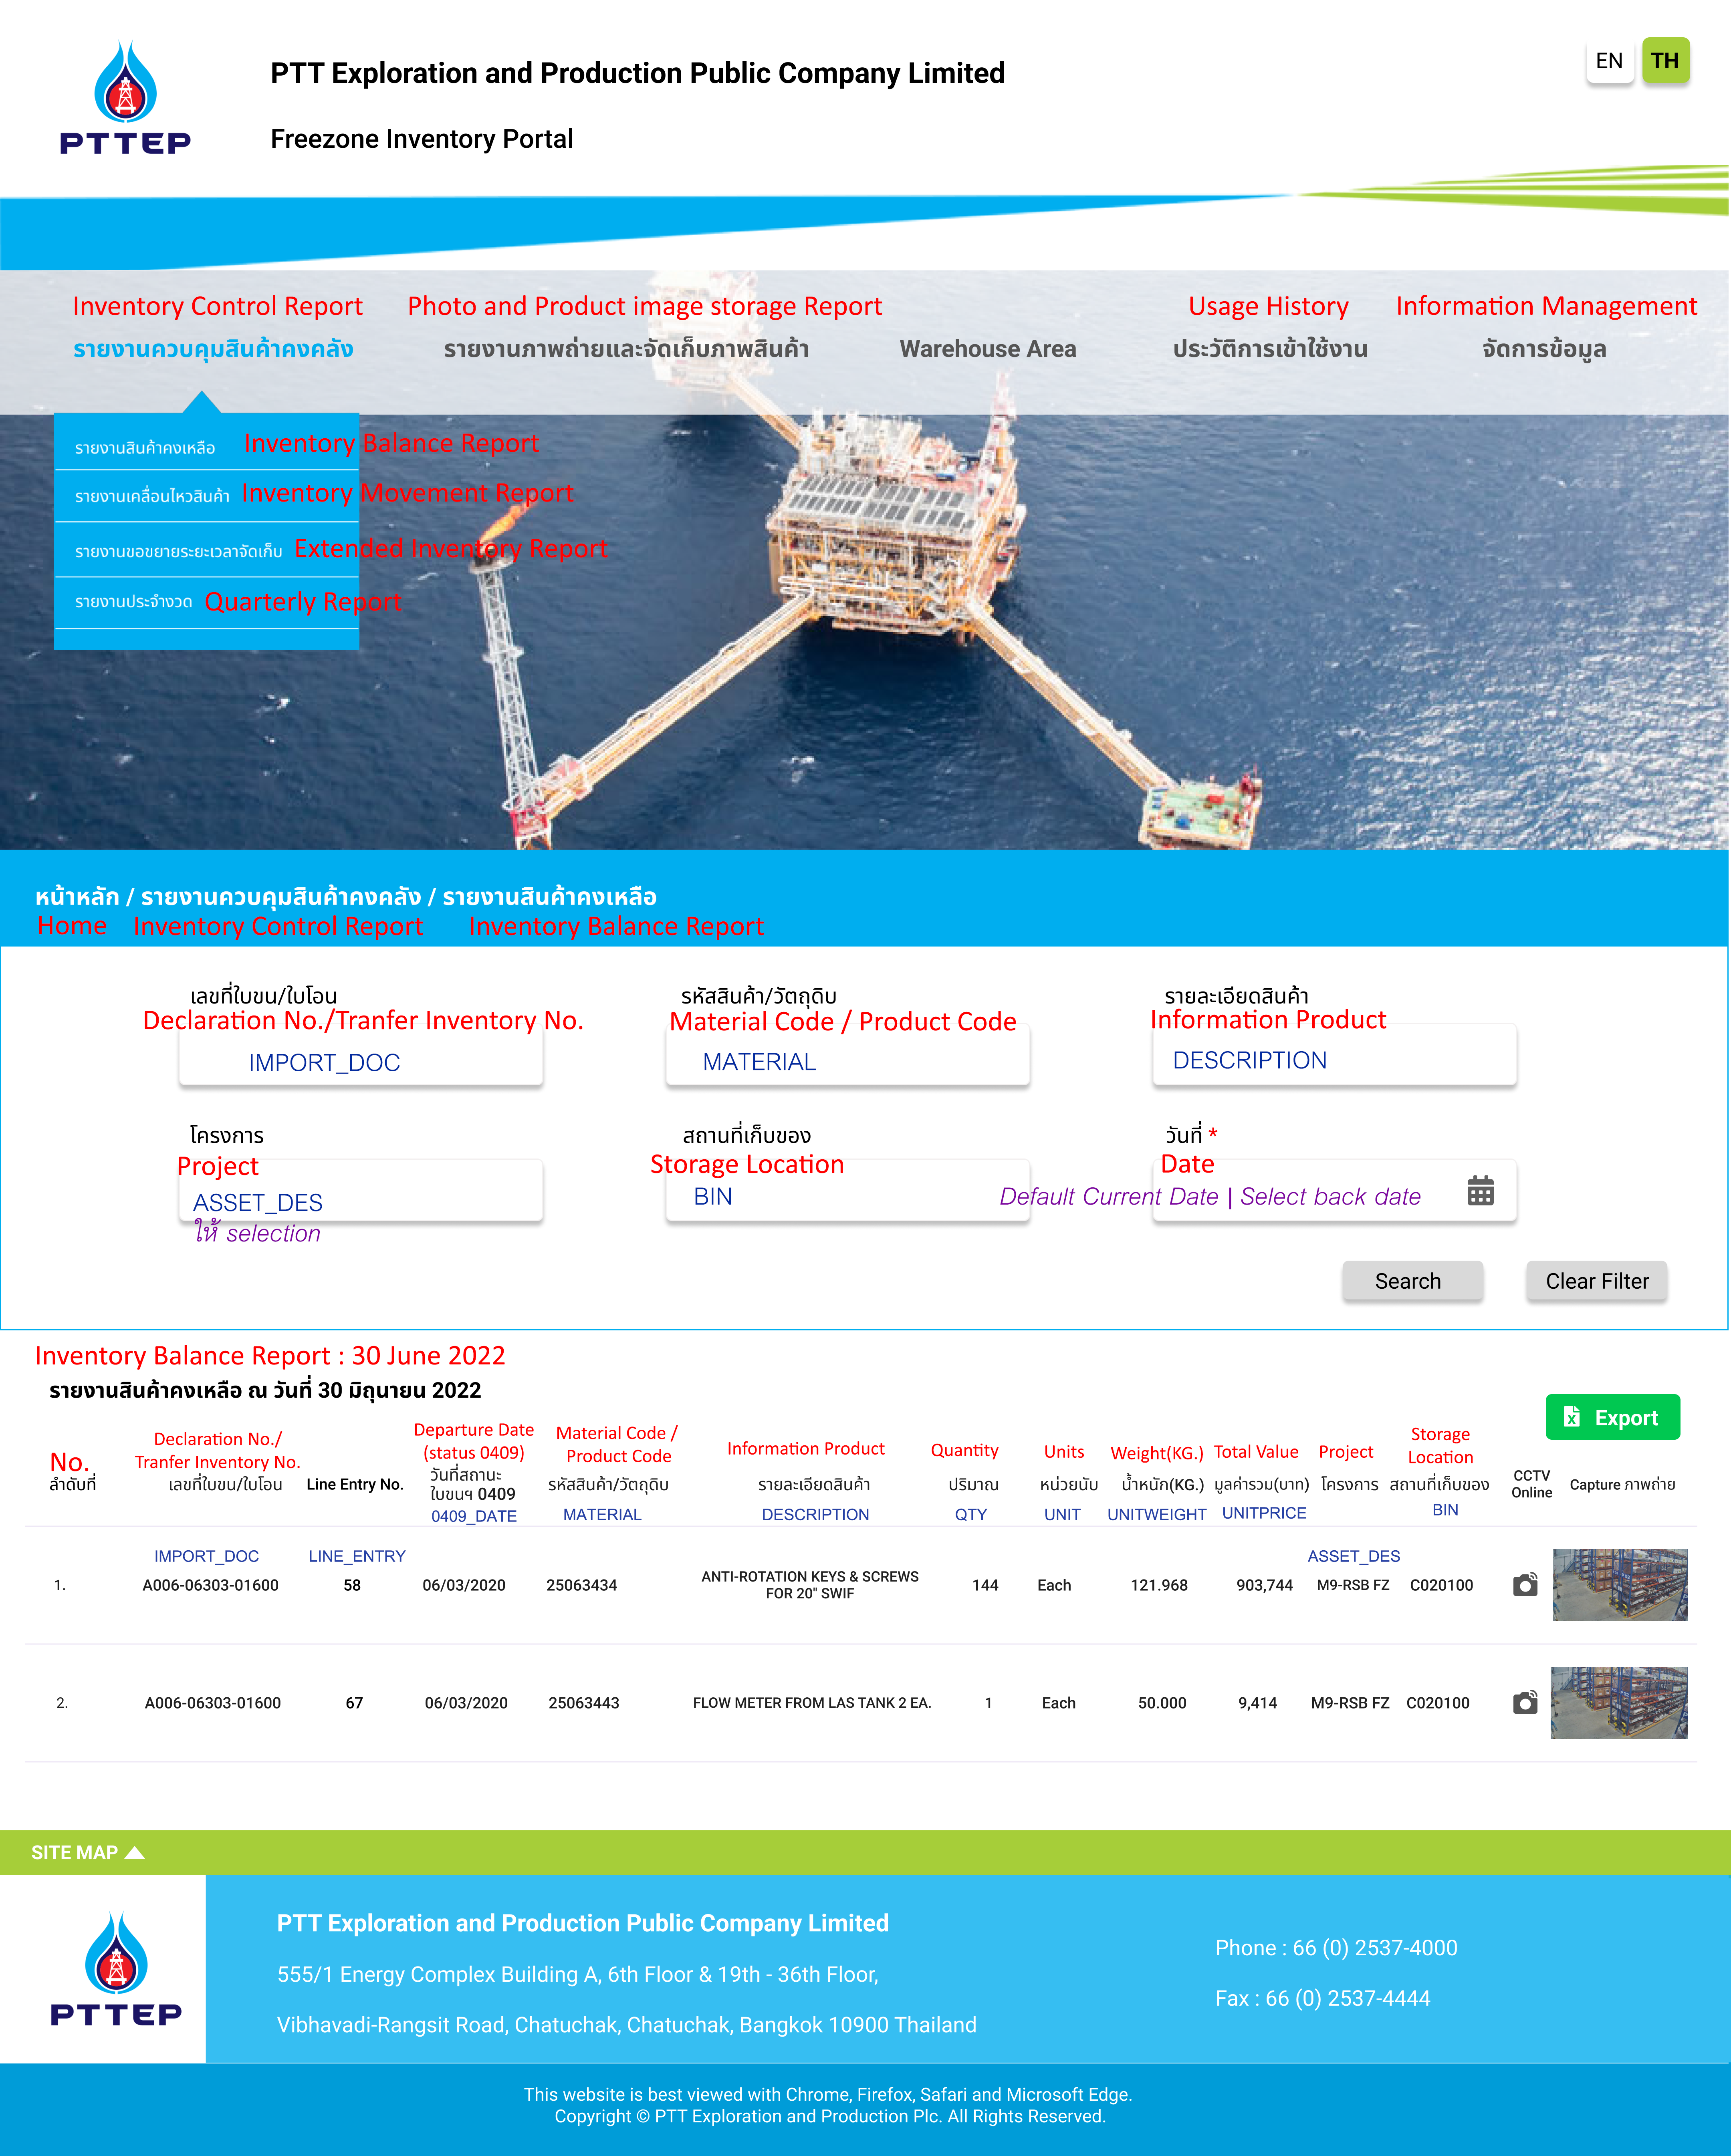 PTTEP
PTT Exploration and Production Public Company Limited
EN TH
Freezone Inventory Portal
Inventory Control Report Photo and Product image storage Report Usage History Information Management
รายงานควบคุมสินค้าคงคลัง รายงานภาพถ่ายและจัดเก็บภาพสินค้า Warehouse Area ประวัติการเข้าใช้งาน จัดการข้อมูล
รายงานสินค้าคงเหลือ Inventory Balance Report
รายงานเคลื่อนไหวสินค้า Inventory Movement Report
รายงานขอขยายระยะเวลาจัดเก็บ Extended Inventory Report
รายงานประจำงวด Quarterly Report
หน้าหลัก / รายงานควบคุมสินค้าคงคลัง / รายงานสินค้าคงเหลือ
Home Inventory Control Report Inventory Balance Report
เลขที่ใบขน/ใบโอน รหัสสินค้า/วัตถุดิบ รายละเอียดสินค้า
Declaration No./Tranfer Inventory No. Material Code / Product Code Information Product
IMPORT_DOC MATERIAL DESCRIPTION
โครงการ สถานที่เก็บของ วันที่ *
Project Storage Location Date
ASSET_DES BIN Default Current Date | Select back date
ให้ selection
Search Clear Filter
Inventory Balance Report : 30 June 2022
รายงานสินค้าคงเหลือ ณ วันที่ 30 มิถุนายน 2022
Export
No.
ลำดับที่
Declaration No./
Tranfer Inventory No.
เลขที่ใบขน/ใบโอน
Line Entry No.
Departure Date
(status 0409)
วันที่สถานะ
ใบขนฯ 0409
0409_DATE
Material Code /
Product Code
รหัสสินค้า/วัตถุดิบ
MATERIAL
Information Product
รายละเอียดสินค้า
DESCRIPTION
Quantity
ปริมาณ
QTY
Units
หน่วยนับ
UNIT
Weight(KG.)
น้ำหนัก(KG.)
UNITWEIGHT
Total Value
มูลค่ารวม(บาท)
UNITPRICE
Project
โครงการ
Storage
Location
สถานที่เก็บของ
BIN
CCTV
Online
Capture ภาพถ่าย
IMPORT_DOC LINE_ENTRY ASSET_DES
1. A006-06303-01600 58 06/03/2020 25063434 ANTI-ROTATION KEYS & SCREWS
FOR 20" SWIF 144 Each 121.968 903,744 M9-RSB FZ C020100
2. A006-06303-01600 67 06/03/2020 25063443 FLOW METER FROM LAS TANK 2 EA. 1 Each 50.000 9,414 M9-RSB FZ C020100
SITE MAP
PTTEP
PTT Exploration and Production Public Company Limited
555/1 Energy Complex Building A, 6th Floor & 19th - 36th Floor,
Vibhavadi-Rangsit Road, Chatuchak, Chatuchak, Bangkok 10900 Thailand
Phone : 66 (0) 2537-4000
Fax : 66 (0) 2537-4444
This website is best viewed with Chrome, Firefox, Safari and Microsoft Edge.
Copyright © PTT Exploration and Production Plc. All Rights Reserved.